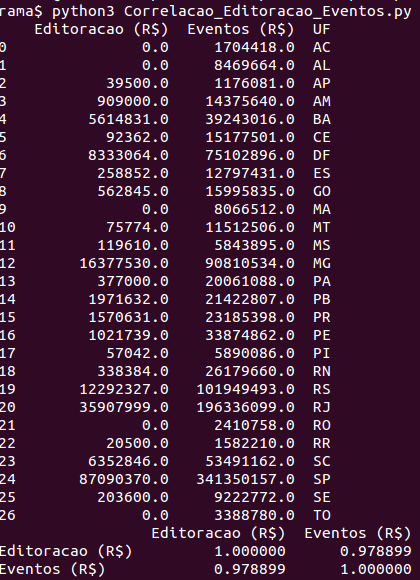 rama$ python3 Correlacao_Editoracao_Eventos.py
Editoracao (R$) Eventos (R$) UF
0 0.0 1704418.0 AC
1 0.0 8469664.0 AL
2 39500.0 1176081.0 AP
3 909000.0 14375640.0 AM
4 5614831.0 39243016.0 BA
5 92362.0 15177501.0 CE
6 8333064.0 75102896.0 DF
7 258852.0 12797431.0 ES
8 562845.0 15995835.0 GO
9 0.0 8066512.0 MA
10 75774.0 11512506.0 MT
11 119610.0 5843895.0 MS
12 16377530.0 90810534.0 MG
13 377000.0 20061088.0 PA
14 1971632.0 21422807.0 PB
15 1570631.0 23185398.0 PR
16 1021739.0 33874862.0 PE
17 57042.0 5890086.0 PI
18 338384.0 26179660.0 RN
19 12292327.0 101949493.0 RS
20 35907999.0 196336099.0 RJ
21 0.0 2410758.0 RO
22 20500.0 1582210.0 RR
23 6352846.0 53491162.0 SC
24 87090370.0 341350157.0 SP
25 203600.0 9222772.0 SE
26 0.0 3388780.0 TO
Editoracao (R$) Eventos (R$)
Editoracao (R$) 1.000000 0.978899
Eventos (R$) 0.978899 1.000000